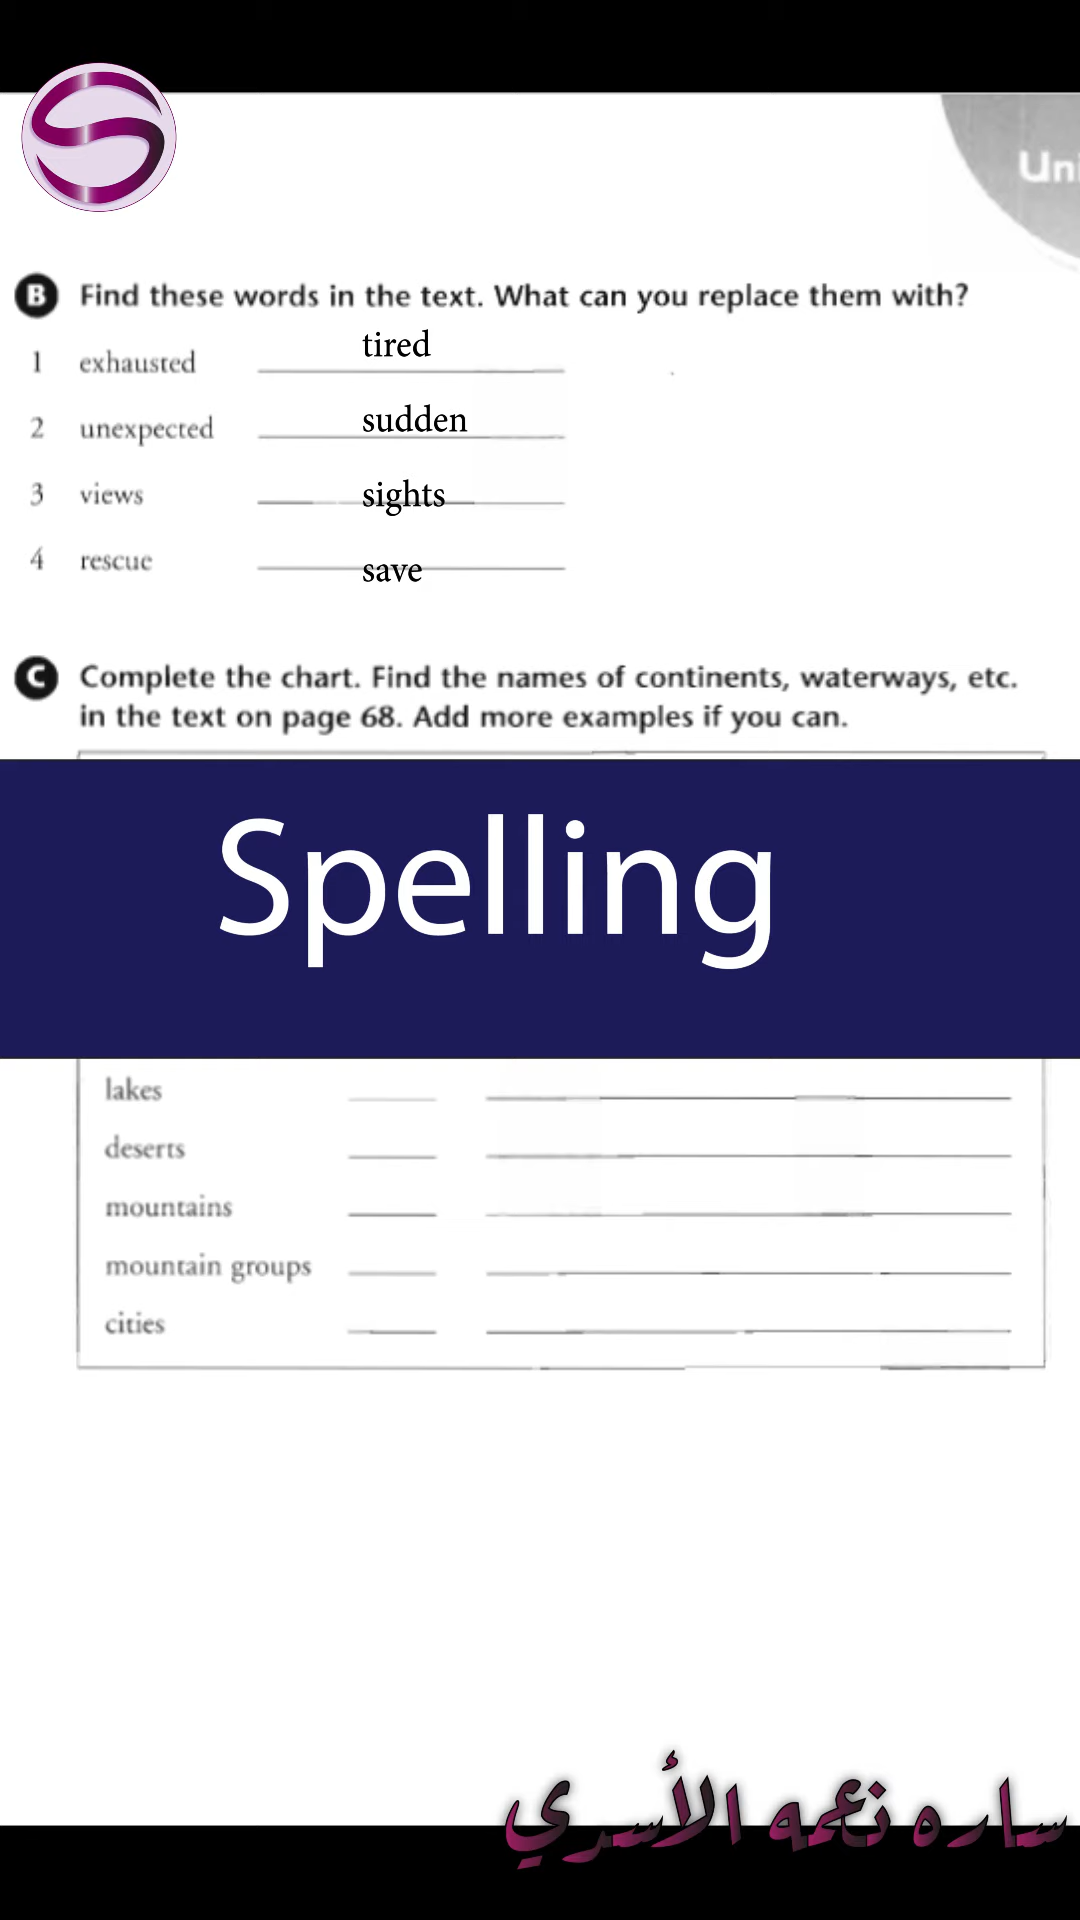 Uni
B Find these words in the text. What can you replace them with?
1 exhausted tired
2 unexpected sudden
3 views sights
4 rescue save
C Complete the chart. Find the names of continents, waterways, etc.
in the text on page 68. Add more examples if you can.
Spelling
lakes
deserts
mountains
mountain groups
cities
ساره نعمه الأسدي